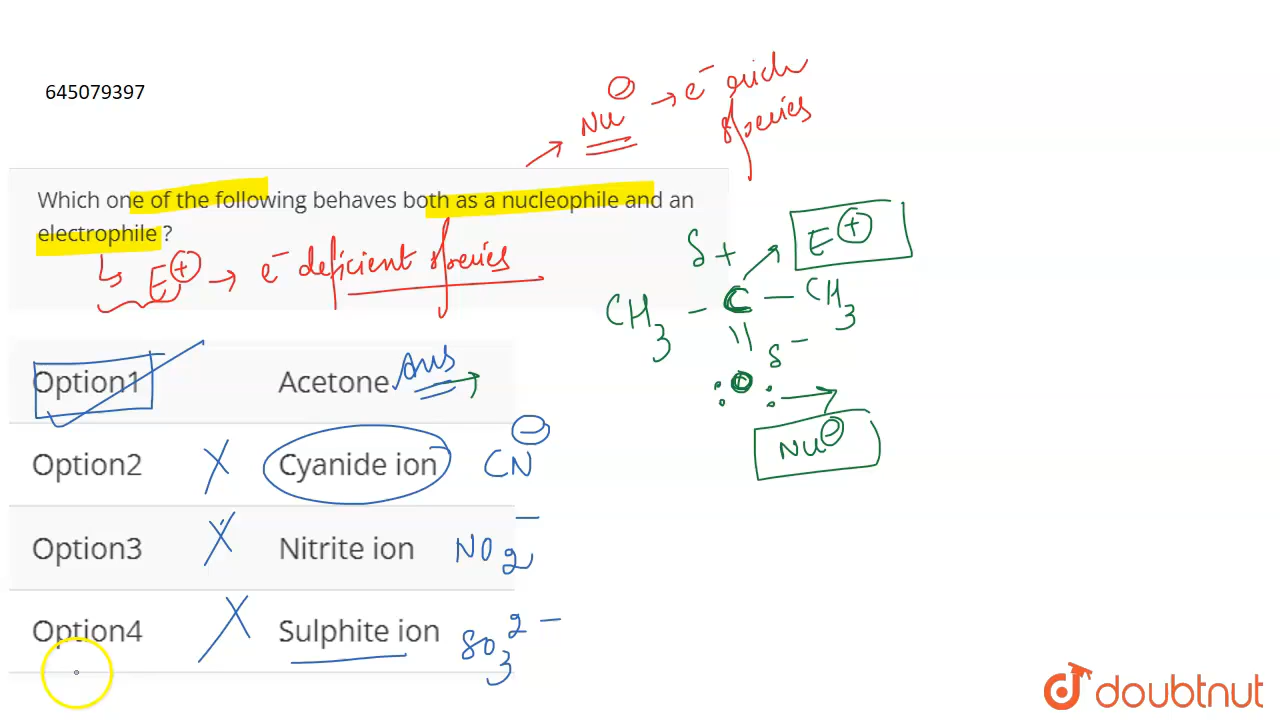 645079397
Nu⊖ → e⁻ rich
species
Which one of the following behaves both as a nucleophile and an
electrophile ?
E⊕ → e⁻ deficient species
δ+ E⊕
CH3 - C - CH3
||
δ-
:O:
Nu⊖
Option1 Acetone Ans
Option2 X Cyanide ion CN⊖
Option3 X Nitrite ion NO2⁻
Option4 X Sulphite ion SO3²⁻
doubtnut